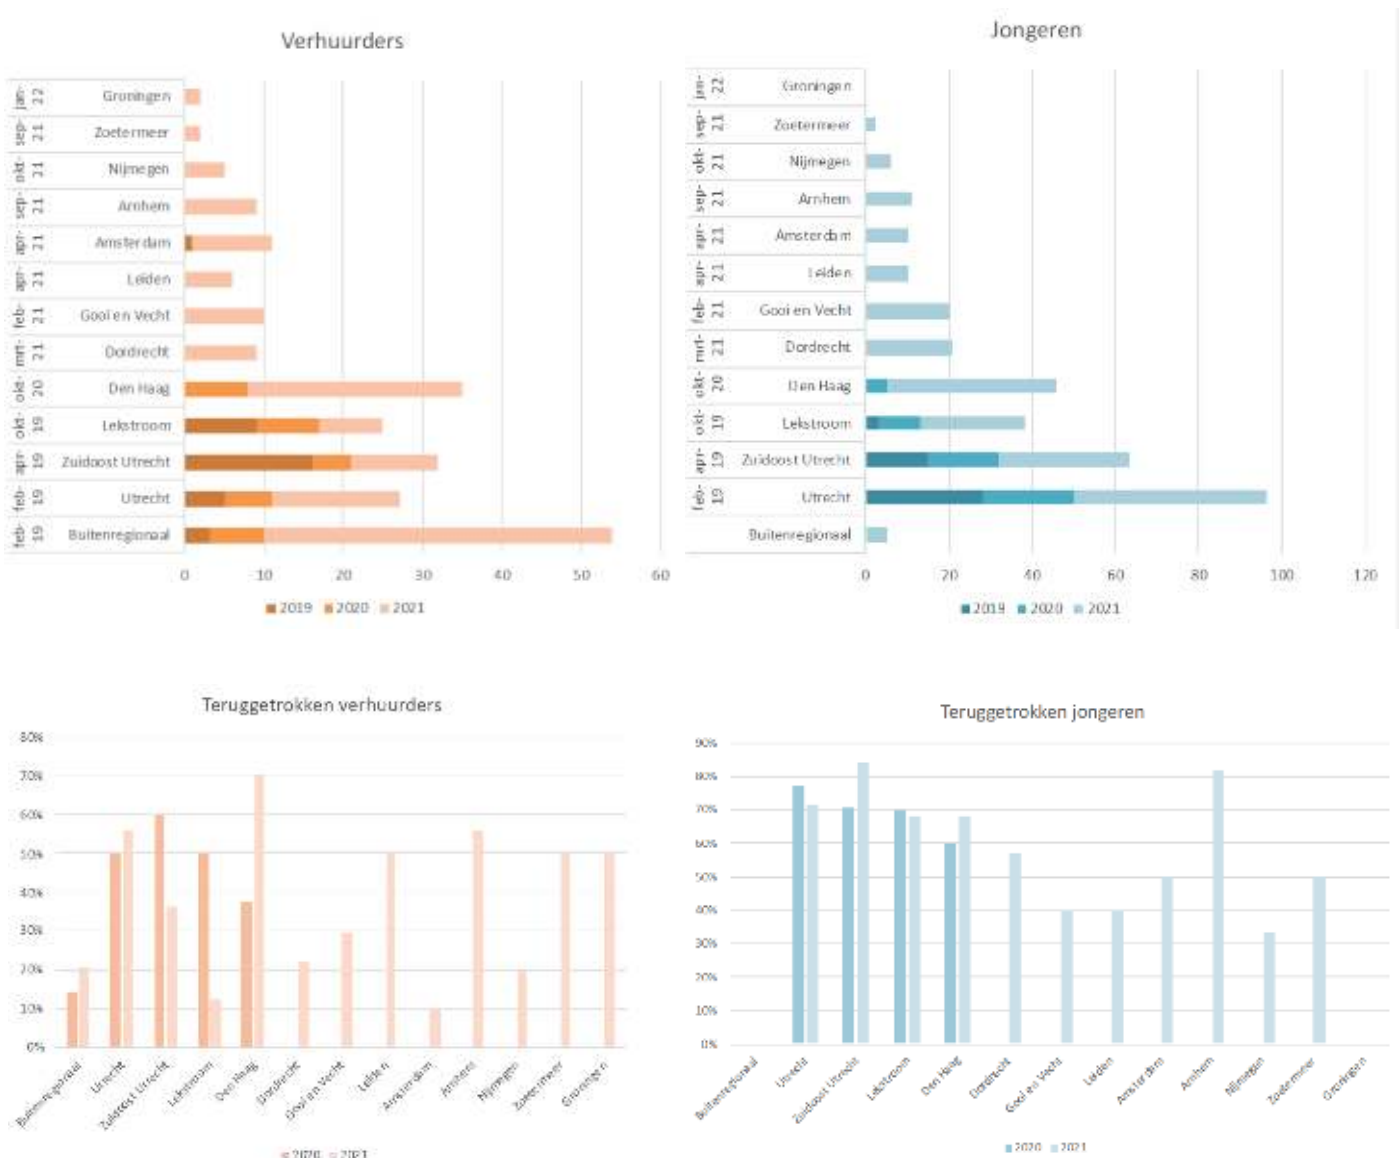 Verhuurders
jan-22 Groningen
sep-21 Zoetermeer
okt-21 Nijmegen
sep-21 Arnhem
apr-21 Amsterdam
apr-21 Leiden
feb-21 Gooi en Vecht
mrt-21 Dordrecht
okt-20 Den Haag
okt-19 Lekstroom
apr-19 Zuidoost Utrecht
feb-19 Utrecht
feb-19 Buitenregionaal
0 10 20 30 40 50 60
2019 2020 2021
Jongeren
jan-22 Groningen
sep-21 Zoetermeer
okt-21 Nijmegen
sep-21 Arnhem
apr-21 Amsterdam
apr-21 Leiden
feb-21 Gooi en Vecht
mrt-21 Dordrecht
okt-20 Den Haag
okt-19 Lekstroom
apr-19 Zuidoost Utrecht
feb-19 Utrecht
Buitenregionaal
0 20 40 60 80 100 120
2019 2020 2021
Teruggetrokken verhuurders
80%
70%
60%
50%
40%
30%
20%
10%
0%
Buitenregionaal Utrecht Zuidoost Utrecht Lekstroom Den Haag Dordrecht Gooi en Vecht Leiden Amsterdam Arnhem Nijmegen Zoetermeer Groningen
2020 2021
Teruggetrokken jongeren
90%
80%
70%
60%
50%
40%
30%
20%
10%
0%
Buitenregionaal Utrecht Zuidoost Utrecht Lekstroom Den Haag Dordrecht Gooi en Vecht Leiden Amsterdam Arnhem Nijmegen Zoetermeer Groningen
2020 2021